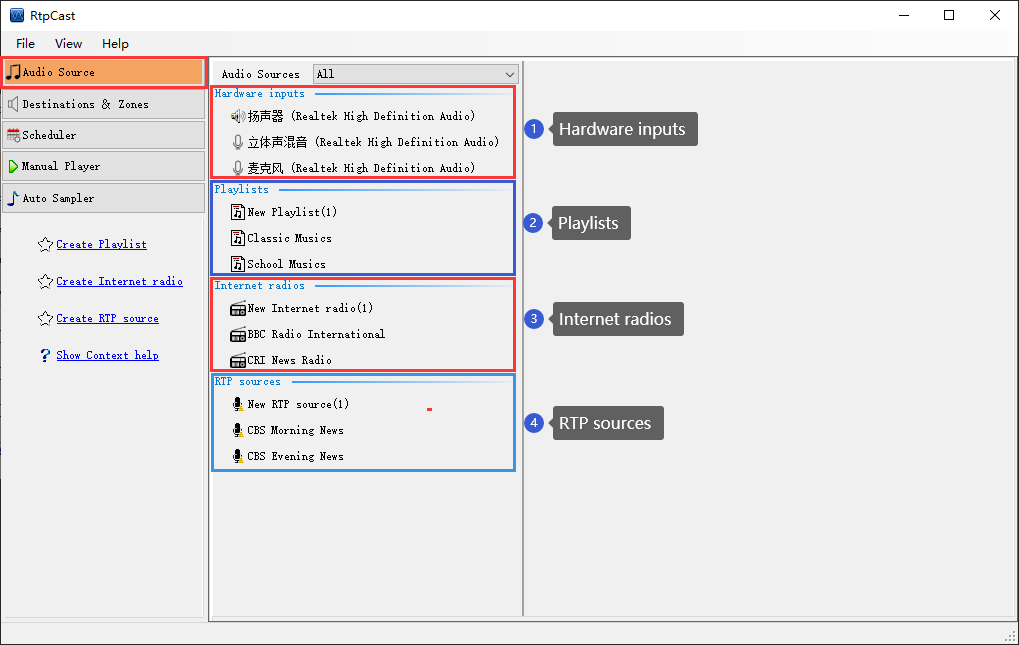 RtpCast
File View Help
Audio Source
Destinations & Zones
Scheduler
Manual Player
Auto Sampler
Create Playlist
Create Internet radio
Create RTP source
? Show Context help
Audio Sources All
Hardware inputs
扬声器 (Realtek High Definition Audio)
立体声混音 (Realtek High Definition Audio)
麦克风 (Realtek High Definition Audio)
Playlists
New Playlist(1)
Classic Musics
School Musics
Internet radios
New Internet radio(1)
BBC Radio International
CRI News Radio
RTP sources
New RTP source(1)
CBS Morning News
CBS Evening News
1 Hardware inputs
2 Playlists
3 Internet radios
4 RTP sources